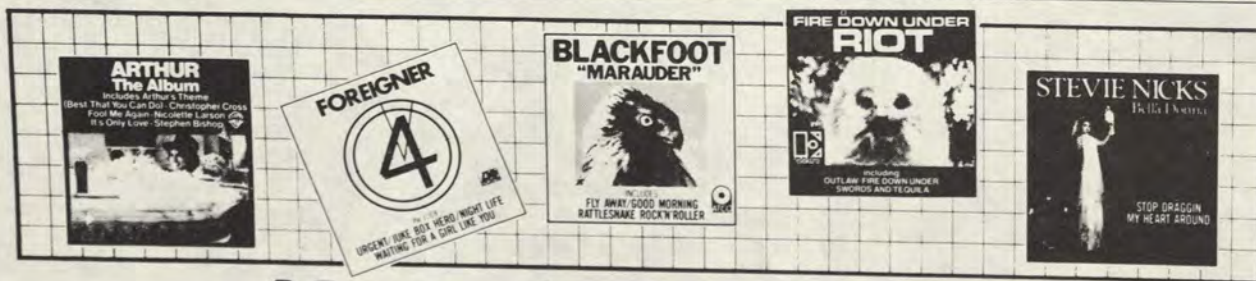 ARTHUR
The Album
Includes Arthur's Theme
(Best That You Can Do) - Christopher Cross
Fool Me Again - Nicolette Larson
It's Only Love - Stephen Bishop
FOREIGNER
4
URGENT/JUKE BOX HERO/NIGHT LIFE
WAITING FOR A GIRL LIKE YOU
BLACKFOOT
"MARAUDER"
INCLUDES
FLY AWAY/GOOD MORNING
RATTLESNAKE ROCK'N'ROLLER
ATCO
FIRE DOWN UNDER
RIOT
including
OUTLAW FIRE DOWN UNDER
SWORDS AND TEQUILA
STEVIE NICKS
Bella Donna
STOP DRAGGIN
MY HEART AROUND